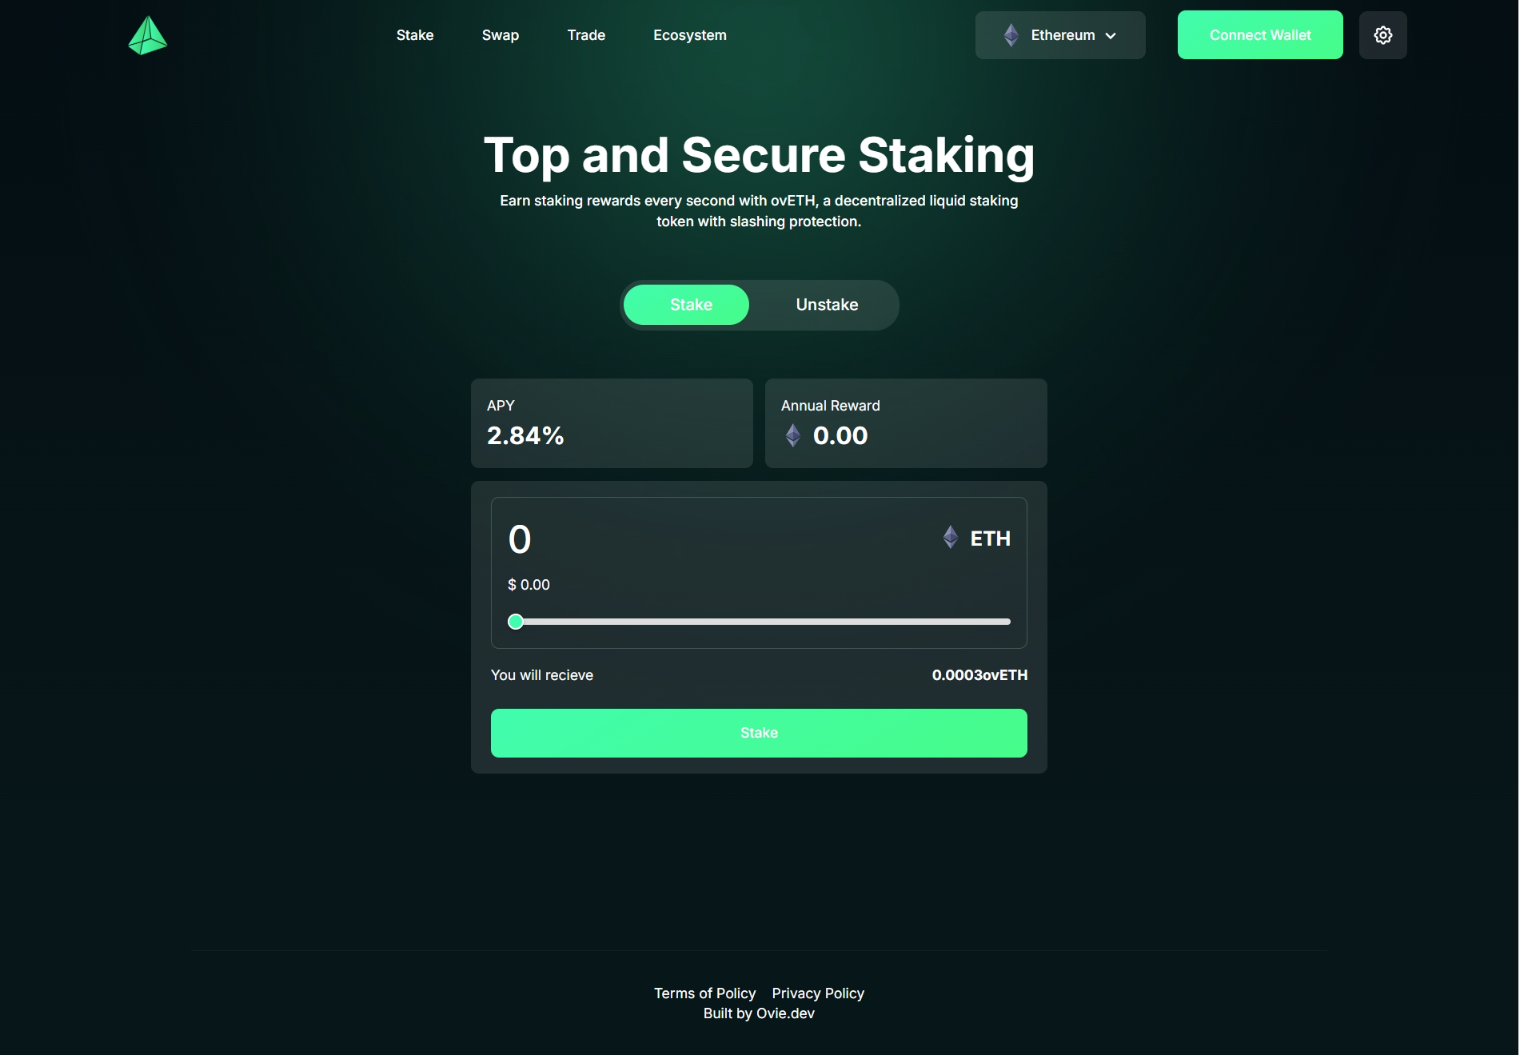 Stake
Swap
Trade
Ecosystem
Ethereum
Connect Wallet
Top and Secure Staking
Earn staking rewards every second with ovETH, a decentralized liquid staking
token with slashing protection.
Stake
Unstake
APY
2.84%
Annual Reward
0.00
0
ETH
$ 0.00
You will recieve
0.0003ovETH
Stake
Terms of Policy
Privacy Policy
Built by Ovie.dev